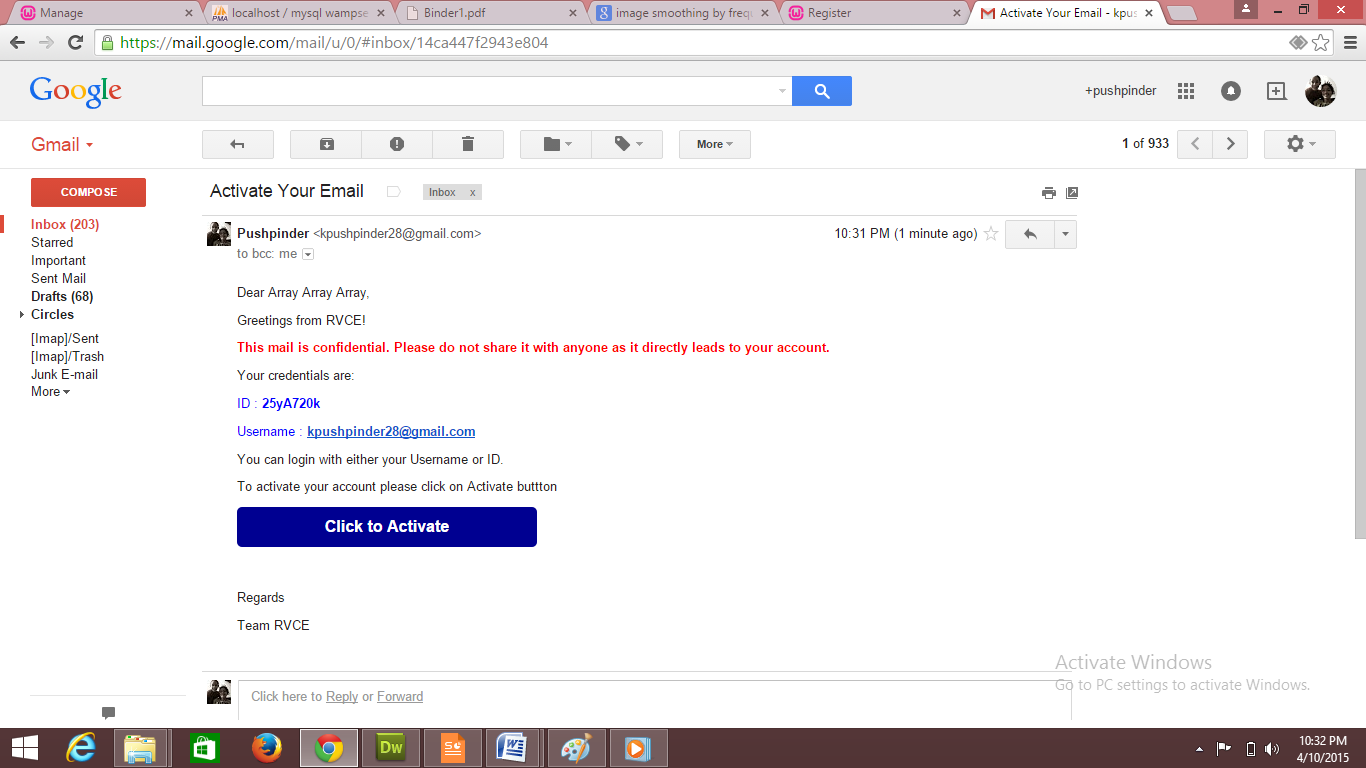 Manage
localhost / mysql wampse
Binder1.pdf
image smoothing by frequ
Register
Activate Your Email - kpus
https://mail.google.com/mail/u/0/#inbox/14ca447f2943e804
Google
+pushpinder
Gmail
More
1 of 933
COMPOSE
Activate Your Email
Inbox x
Inbox (203)
Starred
Important
Sent Mail
Drafts (68)
Circles
[Imap]/Sent
[Imap]/Trash
Junk E-mail
More
Pushpinder <kpushpinder28@gmail.com>
10:31 PM (1 minute ago)
to bcc: me
Dear Array Array Array,
Greetings from RVCE!
This mail is confidential. Please do not share it with anyone as it directly leads to your account.
Your credentials are:
ID : 25yA720k
Username : kpushpinder28@gmail.com
You can login with either your Username or ID.
To activate your account please click on Activate buttton
Click to Activate
Regards
Team RVCE
Click here to Reply or Forward
Activate Windows
Go to PC settings to activate Windows.
Dw
10:32 PM
4/10/2015